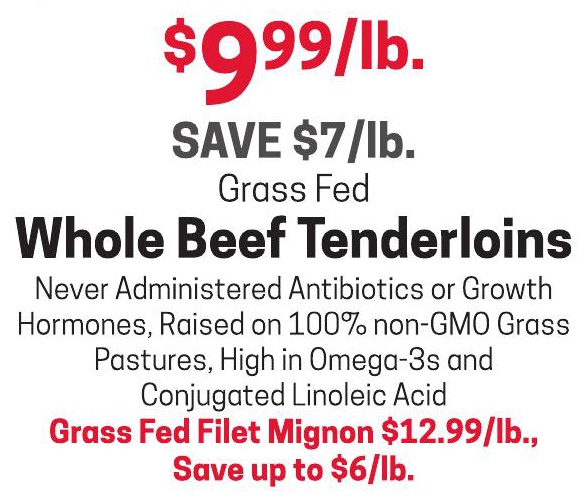 $9.99/lb.
SAVE $7/lb.
Grass Fed
Whole Beef Tenderloins
Never Administered Antibiotics or Growth
Hormones, Raised on 100% non-GMO Grass
Pastures, High in Omega-3s and
Conjugated Linoleic Acid
Grass Fed Filet Mignon $12.99/lb.,
Save up to $6/lb.